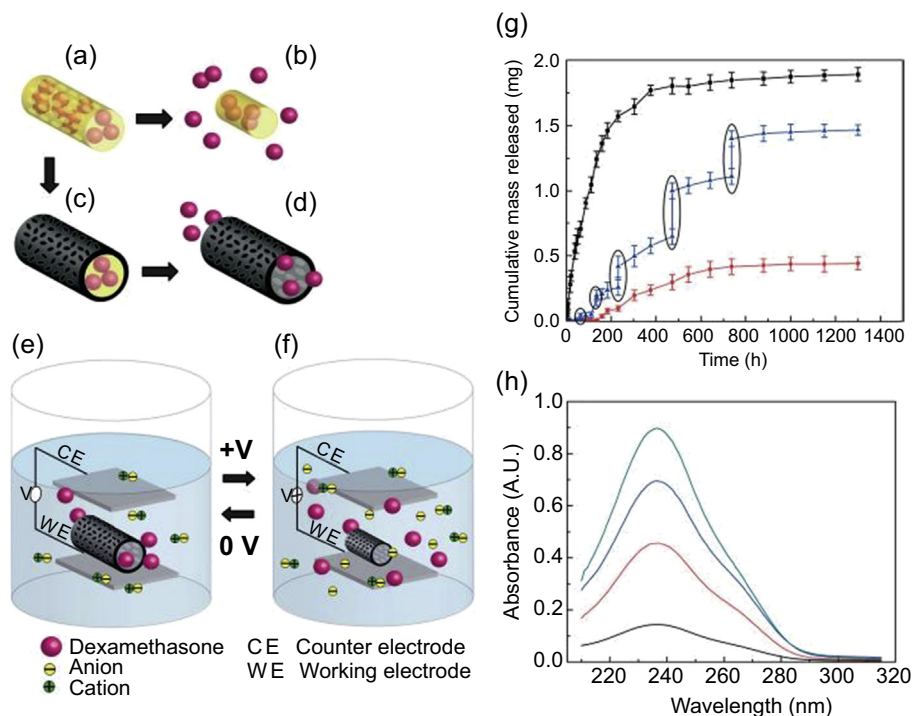 (a)
(b)
(c)
(d)
(e)
(f)
CE
V
WE
+V
0 V
CE
V
WE
Dexamethasone
Anion
Cation
CE Counter electrode
WE Working electrode
(g)
Cumulative mass released (mg)
2.0
1.5
1.0
0.5
0.0
0 200 400 600 800 1000 1200 1400
Time (h)
(h)
Absorbance (A.U.)
1.0
0.8
0.6
0.4
0.2
0.0
220 240 260 280 300 320
Wavelength (nm)